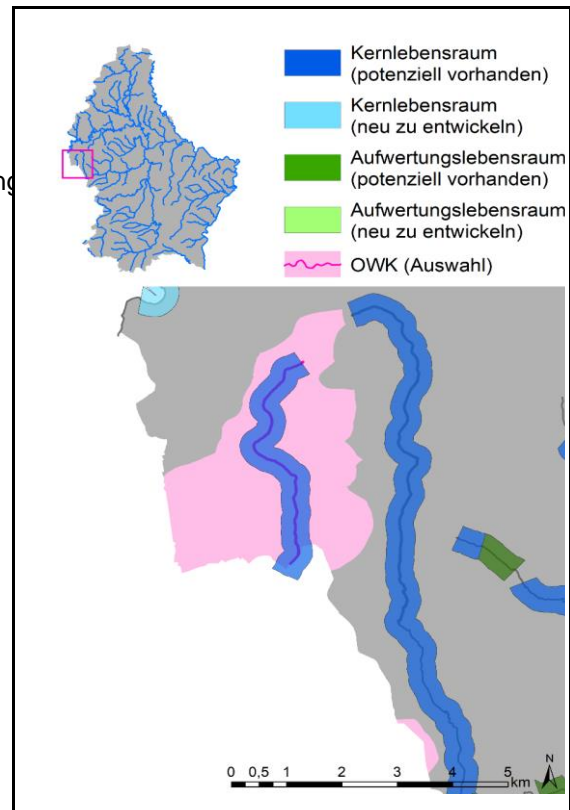 ng
Kernlebensraum
(potenziell vorhanden)
Kernlebensraum
(neu zu entwickeln)
Aufwertungslebensraum
(potenziell vorhanden)
Aufwertungslebensraum
(neu zu entwickeln)
OWK (Auswahl)
0 0,5 1 2 3 4 5
km
N